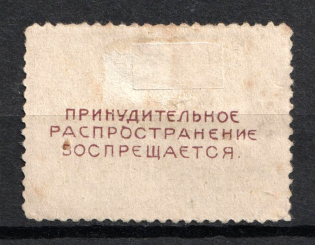 ПРИНУДИТЕЛЬНОЕ
РАСПРОСТРАНЕНИЕ
ВОСПРЕЩАЕТСЯ.